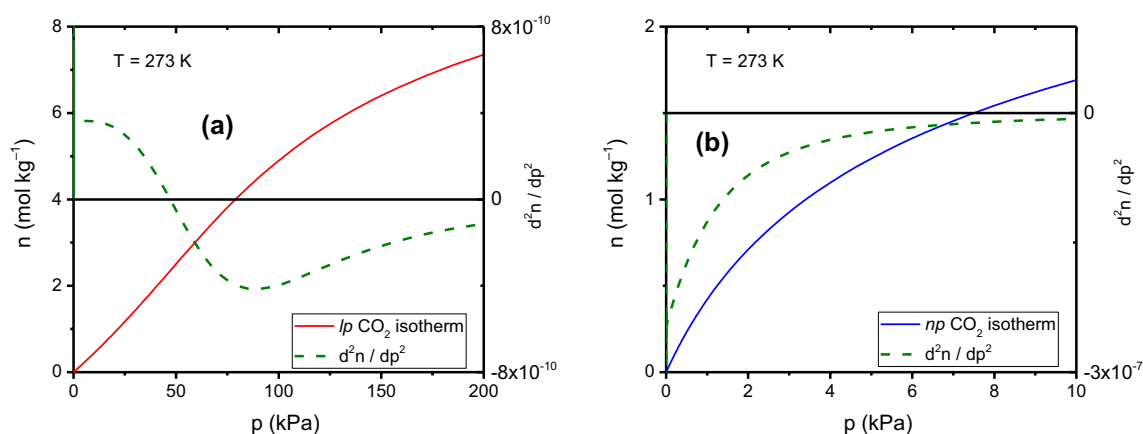 8
6
4
2
0
n (mol kg⁻¹)
T = 273 K
(a)
8x10⁻¹⁰
0
-8x10⁻¹⁰
d²n / dp²
lp CO₂ isotherm
d²n / dp²
0 50 100 150 200
p (kPa)
2
1
0
n (mol kg⁻¹)
T = 273 K
(b)
0
-3x10⁻⁷
d²n / dp²
np CO₂ isotherm
d²n / dp²
0 2 4 6 8 10
p (kPa)